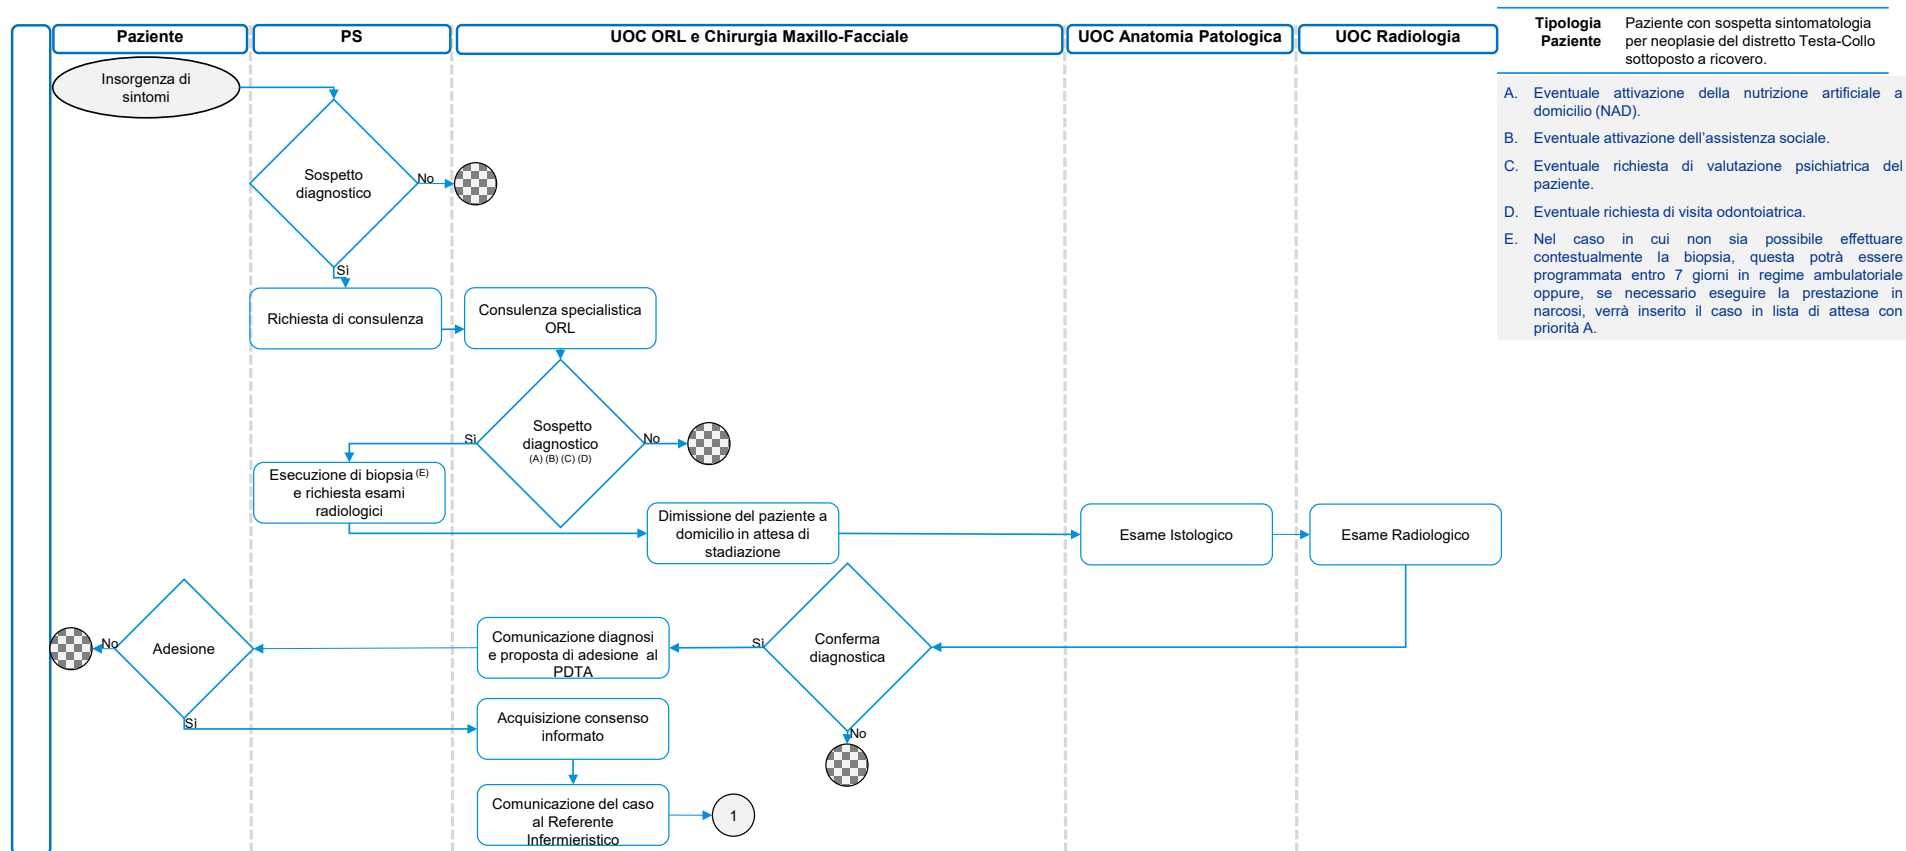 Paziente
PS
UOC ORL e Chirurgia Maxillo-Facciale
UOC Anatomia Patologica
UOC Radiologia
Tipologia
Paziente
Paziente con sospetta sintomatologia
per neoplasie del distretto Testa-Collo
sottoposto a ricovero.
A. Eventuale attivazione della nutrizione artificiale a
domicilio (NAD).
B. Eventuale attivazione dell'assistenza sociale.
C. Eventuale richiesta di valutazione psichiatrica del
paziente.
D. Eventuale richiesta di visita odontoiatrica.
E. Nel caso in cui non sia possibile effettuare
contestualmente la biopsia, questa potrà essere
programmata entro 7 giorni in regime ambulatoriale
oppure, se necessario eseguire la prestazione in
narcosi, verrà inserito il caso in lista di attesa con
priorità A.
Insorgenza di
sintomi
Sospetto
diagnostico
No
Sì
Richiesta di consulenza
Consulenza specialistica
ORL
Sospetto
diagnostico
(A) (B) (C) (D)
Sì
No
Esecuzione di biopsia (E)
e richiesta esami
radiologici
Dimissione del paziente a
domicilio in attesa di
stadiazione
Esame Istologico
Esame Radiologico
Conferma
diagnostica
Sì
No
Comunicazione diagnosi
e proposta di adesione al
PDTA
Adesione
No
Sì
Acquisizione consenso
informato
Comunicazione del caso
al Referente
Infermieristico
1